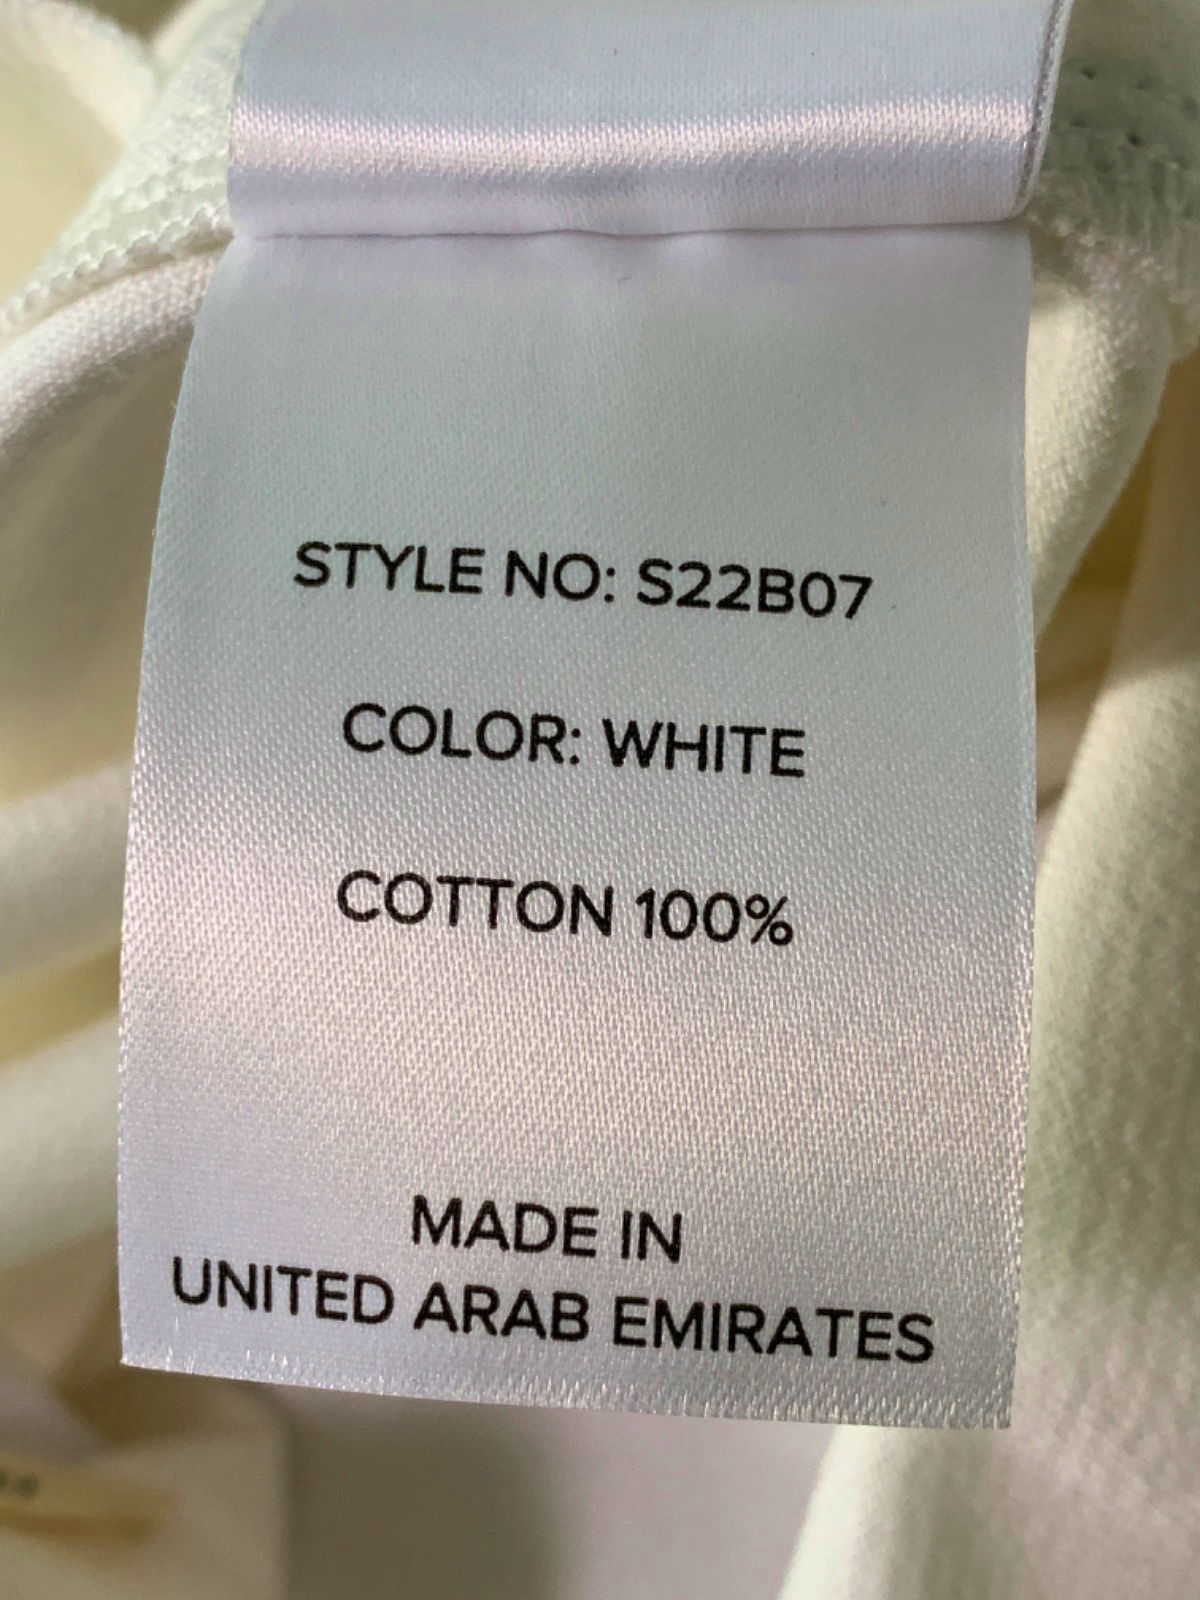 STYLE NO: S22B07
COLOR: WHITE
COTTON 100%
MADE IN
UNITED ARAB EMIRATES